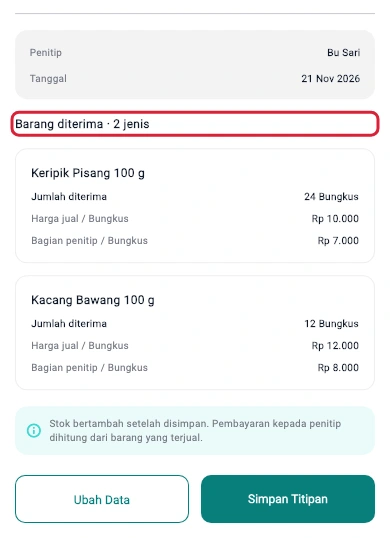 Penitip Bu Sari
Tanggal 21 Nov 2026
Barang diterima · 2 jenis
Keripik Pisang 100 g
Jumlah diterima 24 Bungkus
Harga jual / Bungkus Rp 10.000
Bagian penitip / Bungkus Rp 7.000
Kacang Bawang 100 g
Jumlah diterima 12 Bungkus
Harga jual / Bungkus Rp 12.000
Bagian penitip / Bungkus Rp 8.000
Stok bertambah setelah disimpan. Pembayaran kepada penitip
dihitung dari barang yang terjual.
Ubah Data Simpan Titipan